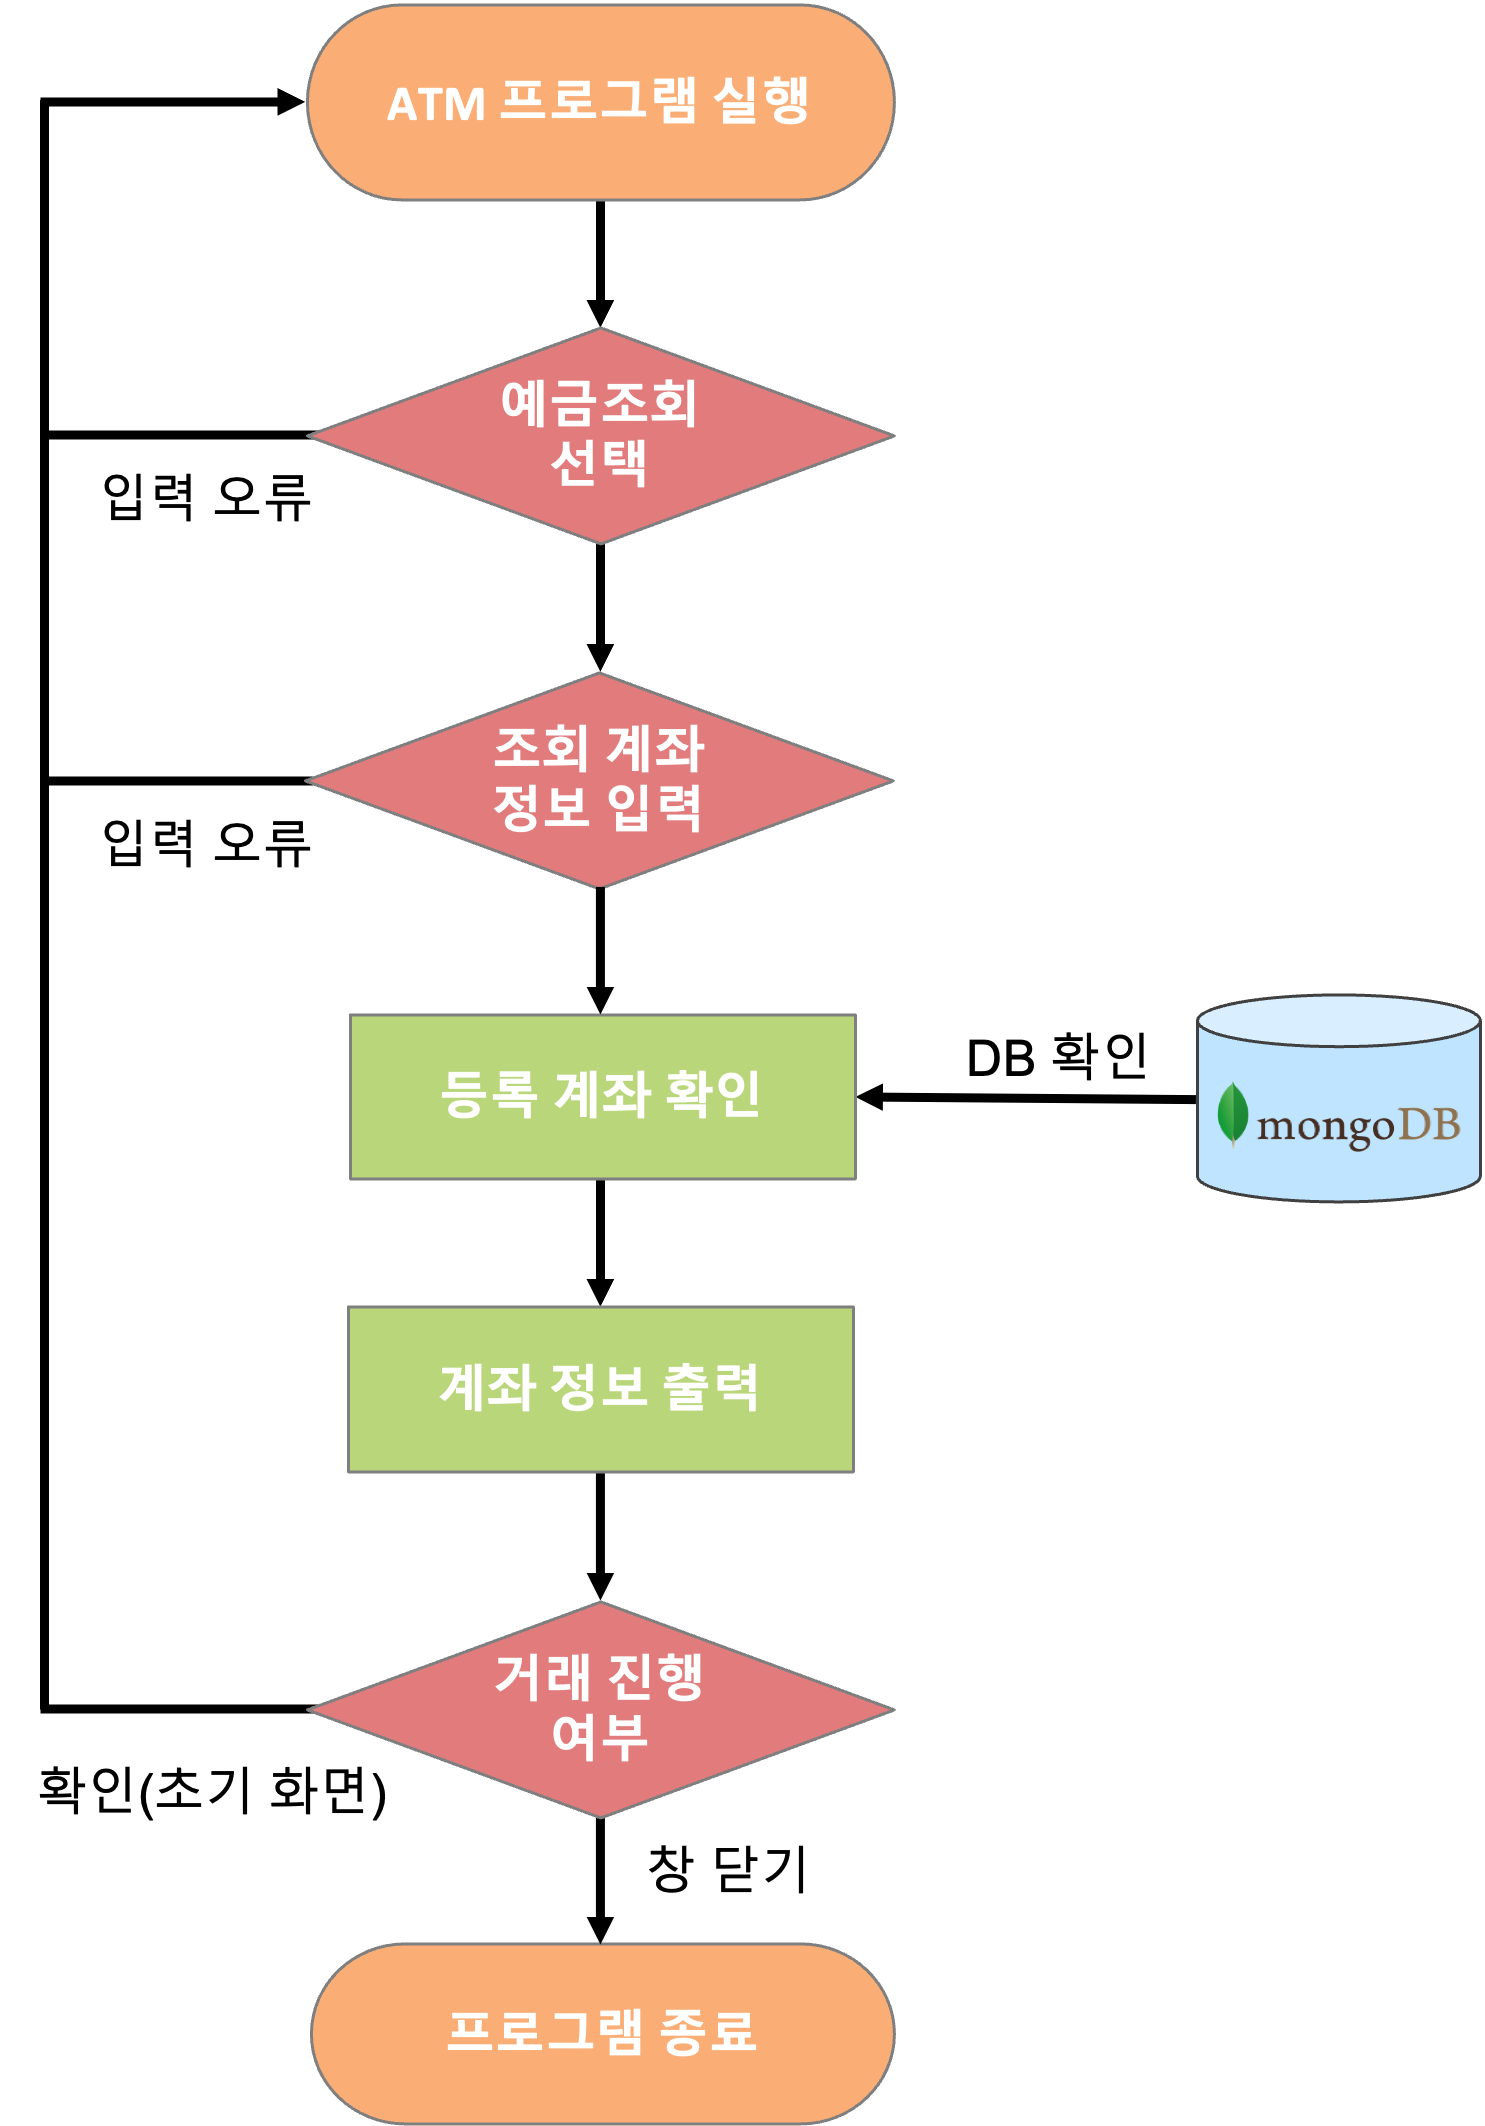 ATM 프로그램 실행
예금조회
선택
입력 오류
조회 계좌
정보 입력
입력 오류
등록 계좌 확인
DB 확인
mongoDB
계좌 정보 출력
거래 진행
여부
확인(초기 화면)
창 닫기
프로그램 종료